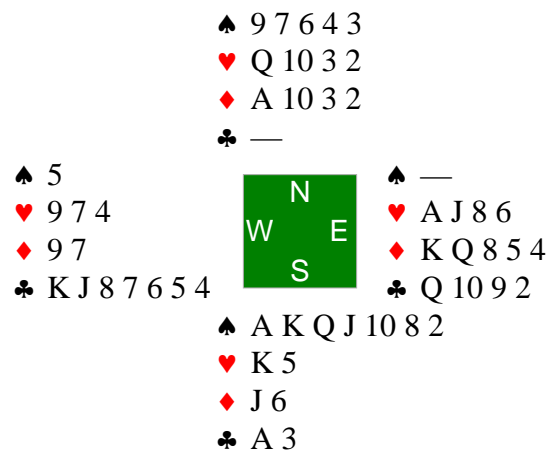 ♠ 9 7 6 4 3
♥ Q 10 3 2
♦ A 10 3 2
♣ —
♠ 5
♥ 9 7 4
♦ 9 7
♣ K J 8 7 6 5 4
N
W E
S
♠ —
♥ A J 8 6
♦ K Q 8 5 4
♣ Q 10 9 2
♠ A K Q J 10 8 2
♥ K 5
♦ J 6
♣ A 3